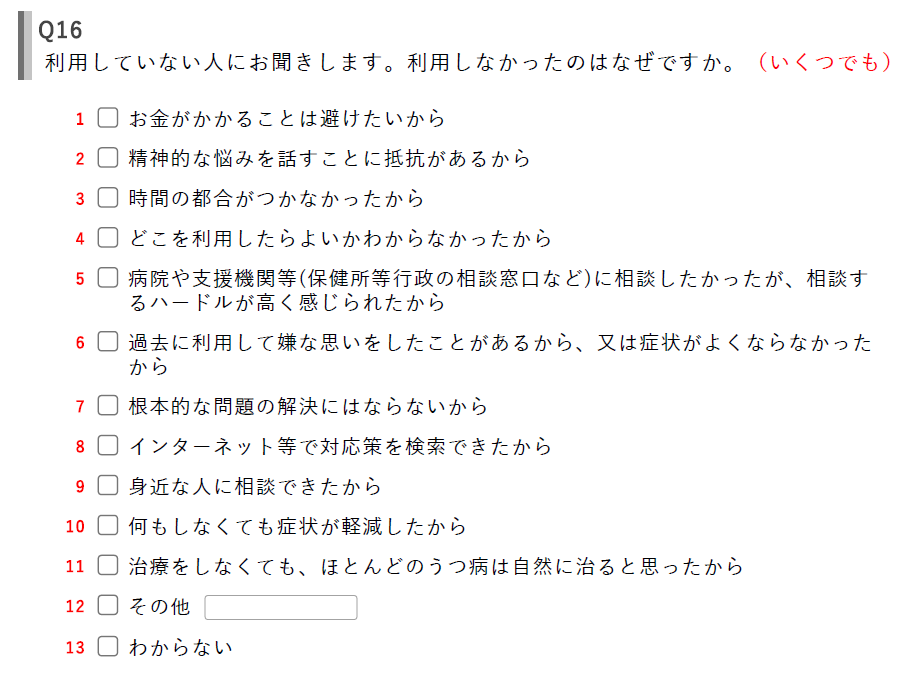 Q16
利用していない人にお聞きします。利用しなかったのはなぜですか。（いくつでも）
1 お金がかかることは避けたいから
2 精神的な悩みを話すことに抵抗があるから
3 時間の都合がつかなかったから
4 どこを利用したらよいかわからなかったから
5 病院や支援機関等(保健所等行政の相談窓口など)に相談したかったが、相談す
るハードルが高く感じられたから
6 過去に利用して嫌な思いをしたことがあるから、又は症状がよくならなかった
から
7 根本的な問題の解決にはならないから
8 インターネット等で対応策を検索できたから
9 身近な人に相談できたから
10 何もしなくても症状が軽減したから
11 治療をしなくても、ほとんどのうつ病は自然に治ると思ったから
12 その他
13 わからない